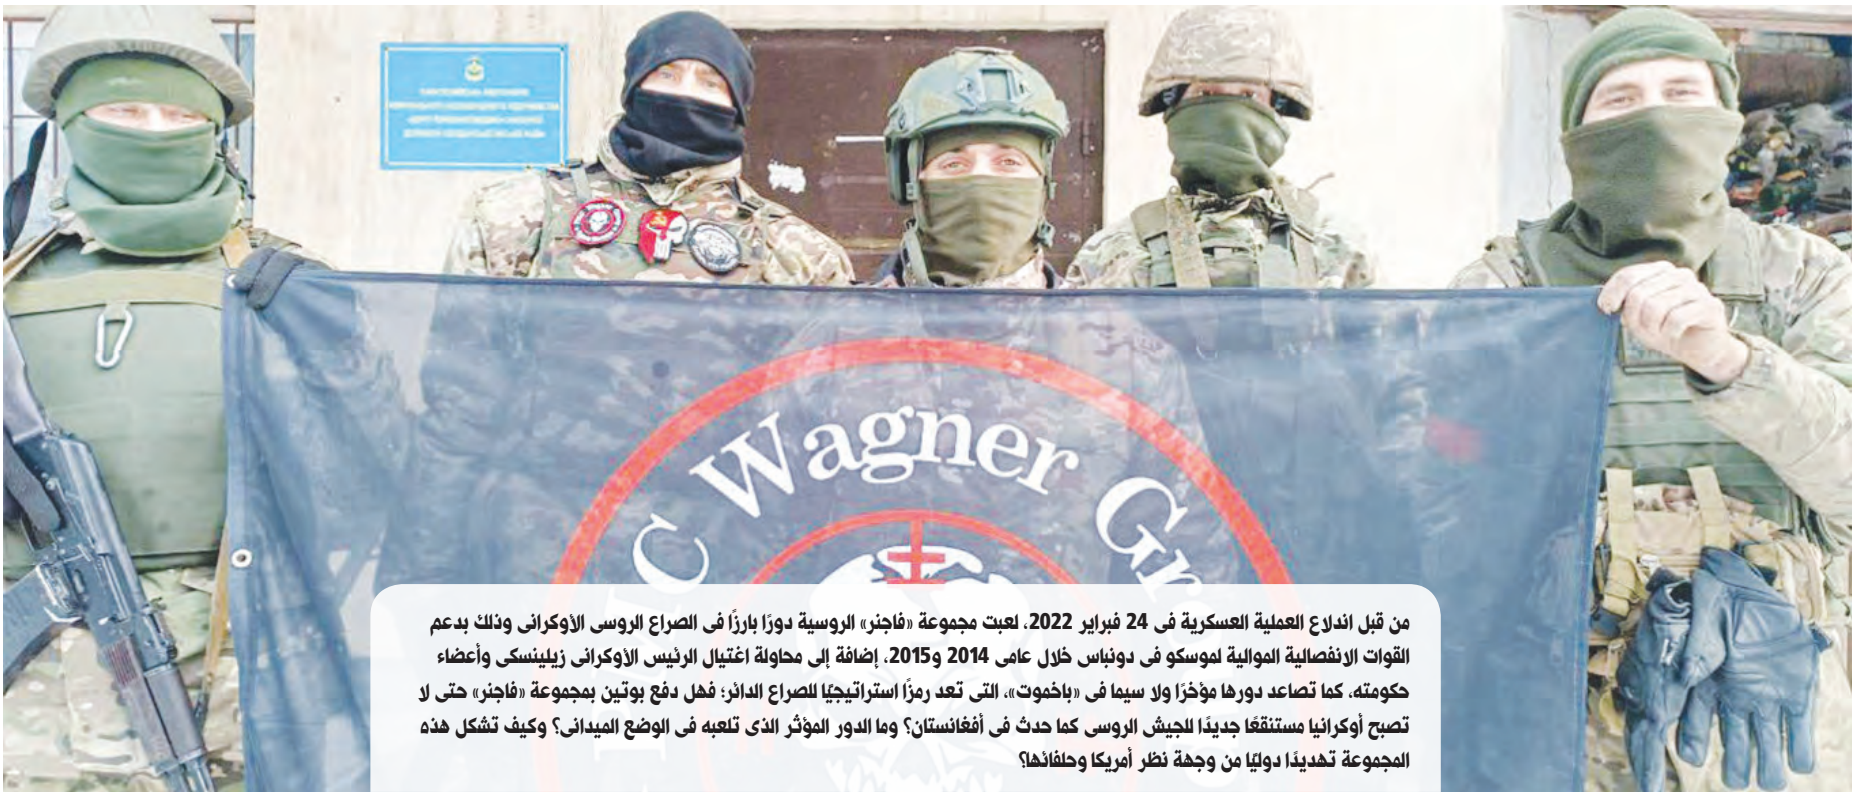 PMC Wagner Gro
من قبل اندلاع العملية العسكرية فى 24 فبراير 2022، لعبت مجموعة «فاجنر» الروسية دورًا بارزًا فى الصراع الروسى الأوكرانى وذلك بدعم
القوات الانفصالية الموالية لموسكو فى دونباس خلال عامى 2014 و2015، إضافة إلى محاولة اغتيال الرئيس الأوكرانى زيلينسكى وأعضاء
حكومته، كما تصاعد دورها مؤخرًا ولا سيما فى «باخموت»، التى تعد رمزًا استراتيجيًا للصراع الدائر؛ فهل دفع بوتين بمجموعة «فاجنر» حتى لا
تصبح أوكرانيا مستنقعًا جديدًا للجيش الروسى كما حدث فى أفغانستان؟ وما الدور المؤثر الذى تلعبه فى الوضع الميدانى؟ وكيف تشكل هذه
المجموعة تهديدًا دوليًا من وجهة نظر أمريكا وحلفائها؟